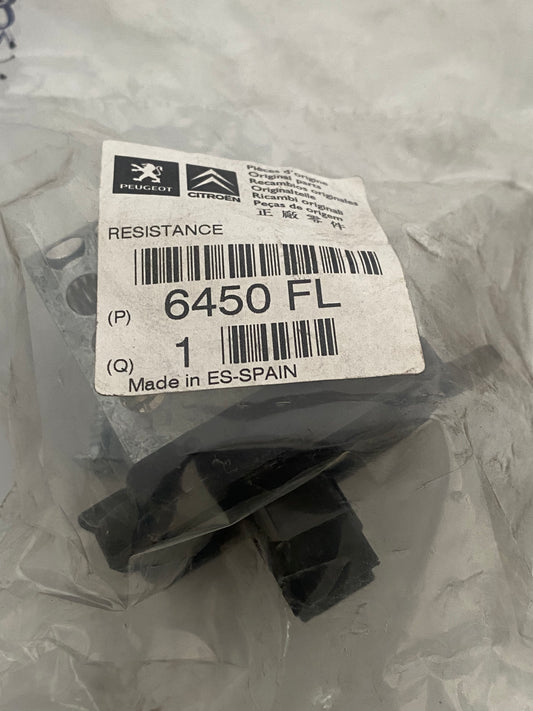 PEUGEOT
CITROËN
Pièces d'origine
Original parts
Recambios originales
Originalteile
Ricambi originali
Peças de origem
正廠零件
RESISTANCE
(P) 6450 FL
(Q) 1
Made in ES-SPAIN